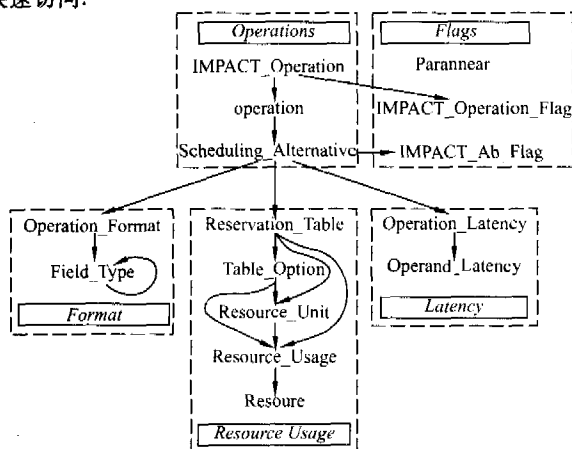 速访问.
Operations Flags
IMPACT_Operation Parannear
operation IMPACT_Operation_Flag
Scheduling_Alternative IMPACT_Ab_Flag
Operation_Format Reservation_Table Operation_Latency
Field_Type Table_Option Operand_Latency
Format Resource_Unit Latency
Resource_Usage
Resoure
Resource Usage